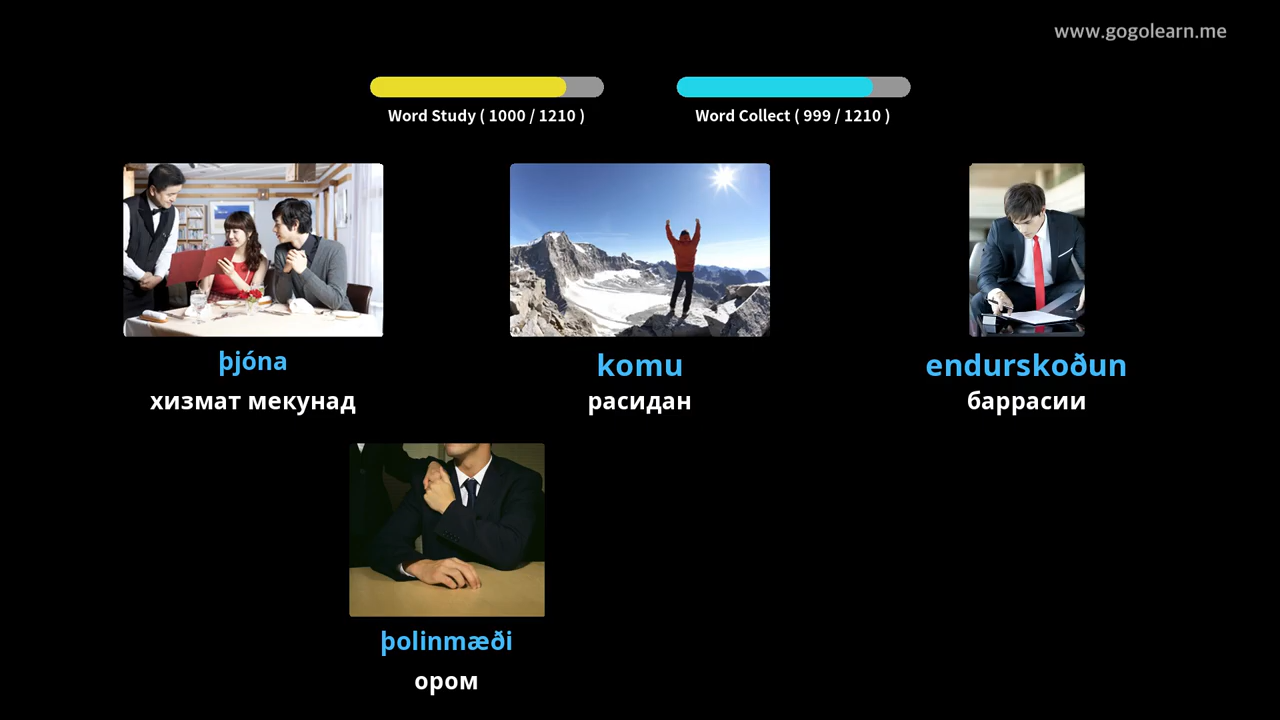 www.gogolearn.me
Word Study ( 1000 / 1210 )
Word Collect ( 999 / 1210 )
þjóna
хизмат мекунад
komu
расидан
endurskoðun
баррасии
þolinmæði
ором